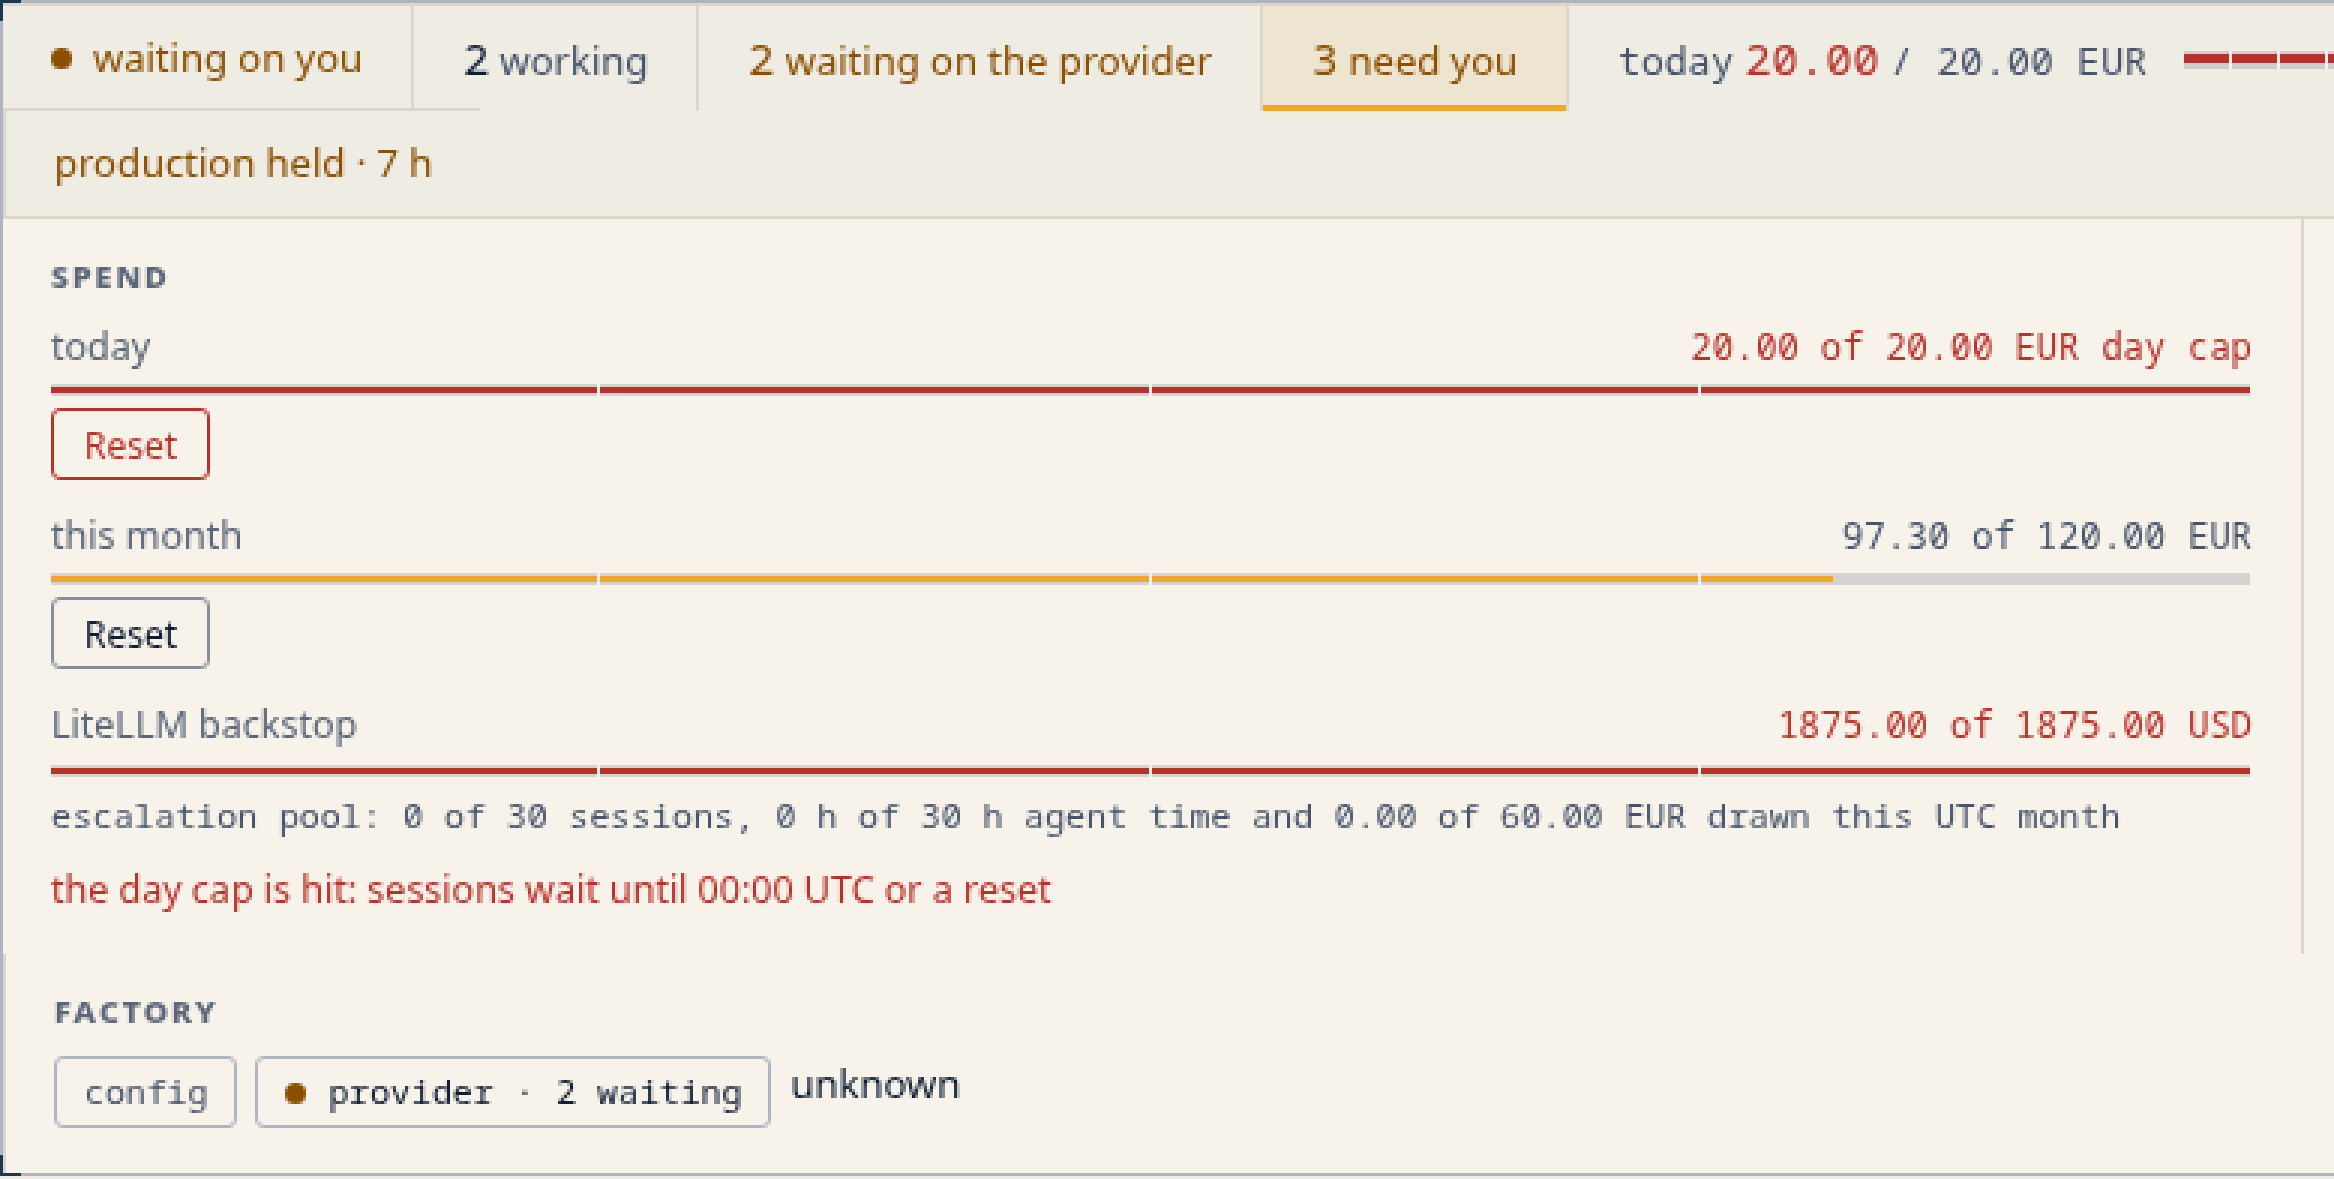 waiting on you 2 working 2 waiting on the provider 3 need you today 20.00 / 20.00 EUR
production held · 7 h
SPEND
today 20.00 of 20.00 EUR day cap
Reset
this month 97.30 of 120.00 EUR
Reset
LiteLLM backstop 1875.00 of 1875.00 USD
escalation pool: 0 of 30 sessions, 0 h of 30 h agent time and 0.00 of 60.00 EUR drawn this UTC month
the day cap is hit: sessions wait until 00:00 UTC or a reset
FACTORY
config provider · 2 waiting unknown